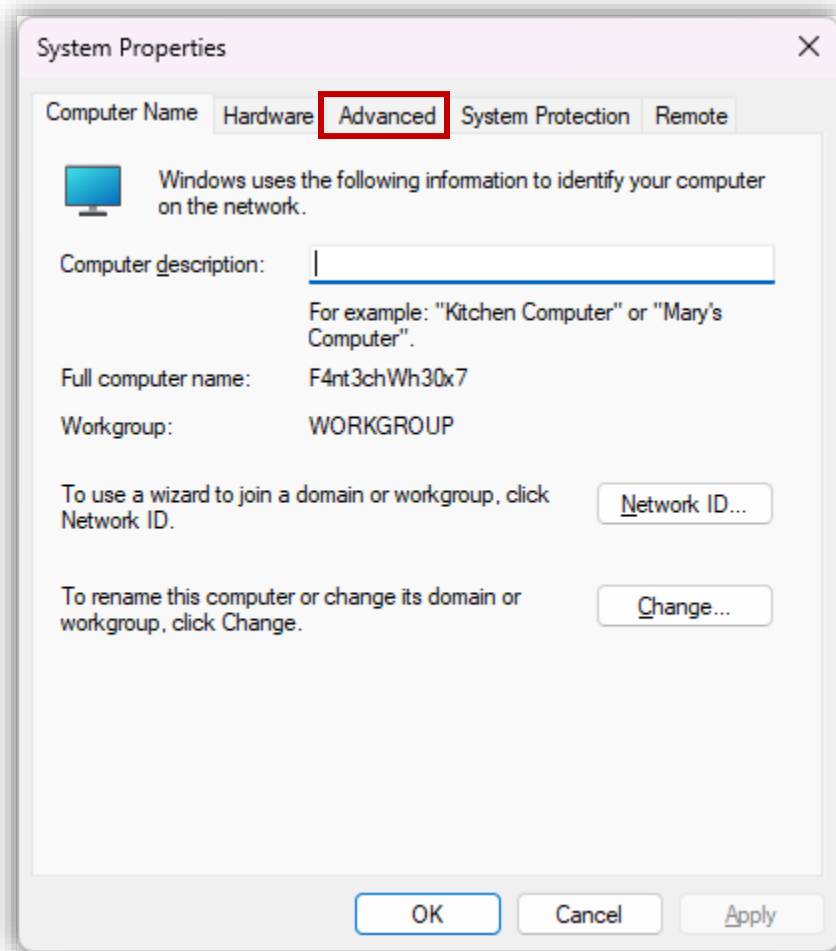 System Properties
Computer Name Hardware Advanced System Protection Remote
Windows uses the following information to identify your computer
on the network.
Computer description:
For example: "Kitchen Computer" or "Mary's
Computer".
Full computer name: F4nt3chWh30x7
Workgroup: WORKGROUP
To use a wizard to join a domain or workgroup, click
Network ID.
Network ID...
To rename this computer or change its domain or
workgroup, click Change.
Change...
OK Cancel Apply